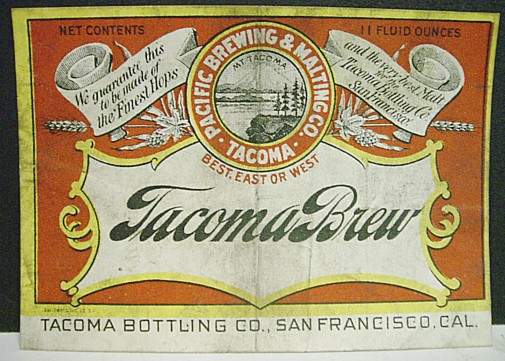 NET CONTENTS
11 FLUID OUNCES
We guarantee this
to be made of
the Finest Hops
PACIFIC BREWING & MALTING CO.
MT. TACOMA
· TACOMA ·
and the very best Malt
Tacoma Bottling Co.
San Francisco.
BEST, EAST OR WEST
Tacoma Brew
TACOMA BOTTLING CO., SAN FRANCISCO, CAL.